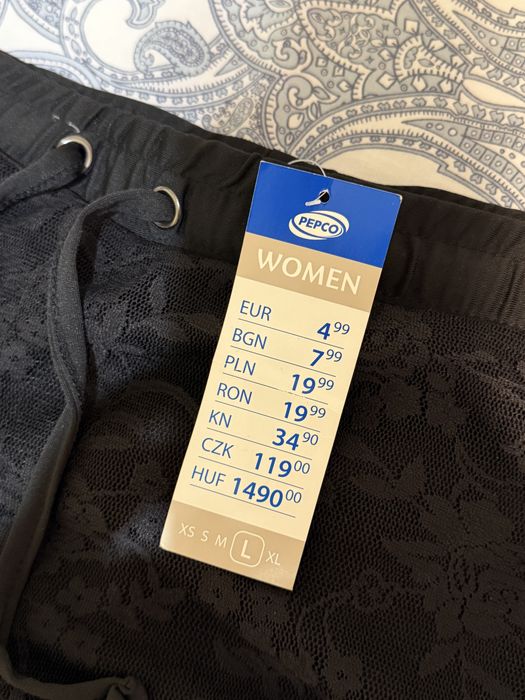 PEPCO
WOMEN
EUR 4.99
BGN 7.99
PLN 19.99
RON 19.99
KN 34.90
CZK 119.00
HUF 1490.00
XS S M L XL